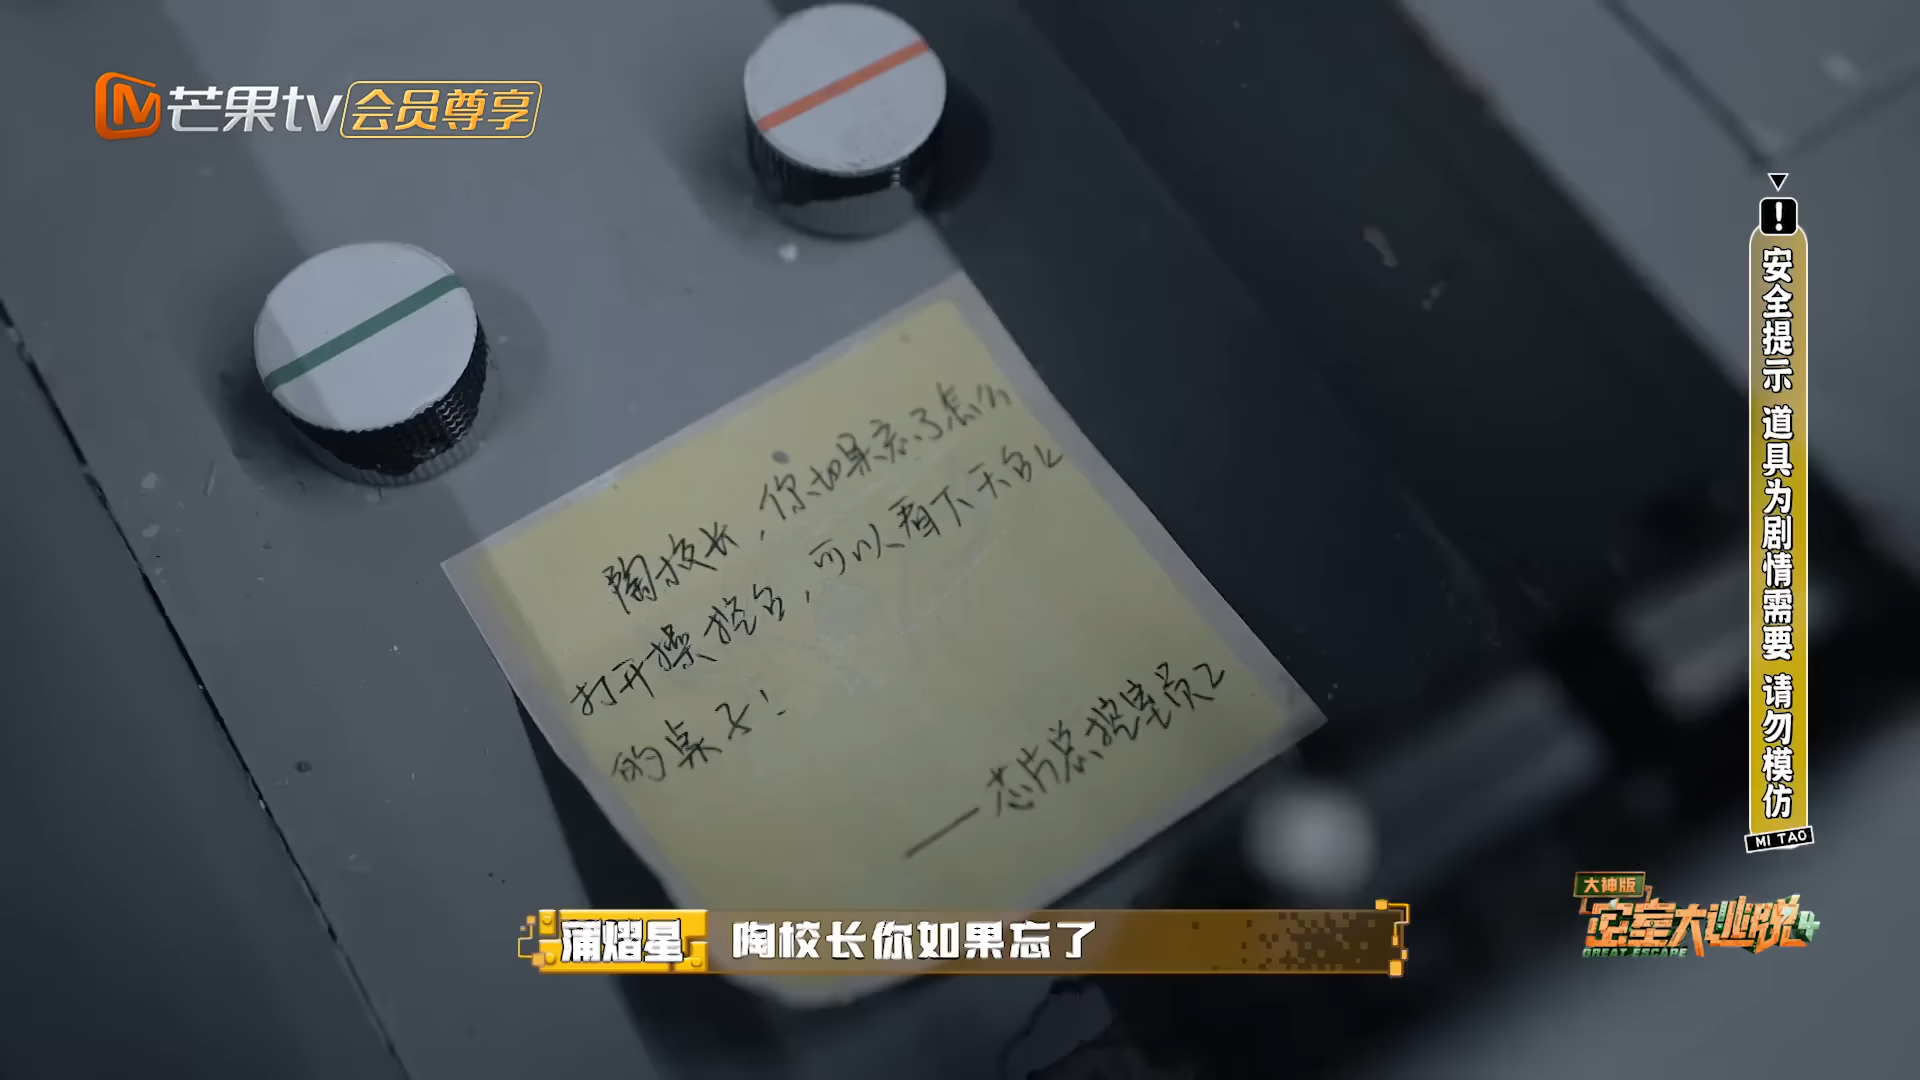 芒果tv会员尊享
!
安全提示 道具为剧情需要 请勿模仿
MI TAO
陶校长，你如果忘了怎么
打开操控台，可以看下天台上
的桌子！
——芯片总控室员乙
蒲熠星 陶校长你如果忘了
大神版
密室大逃脱4
GREAT ESCAPE